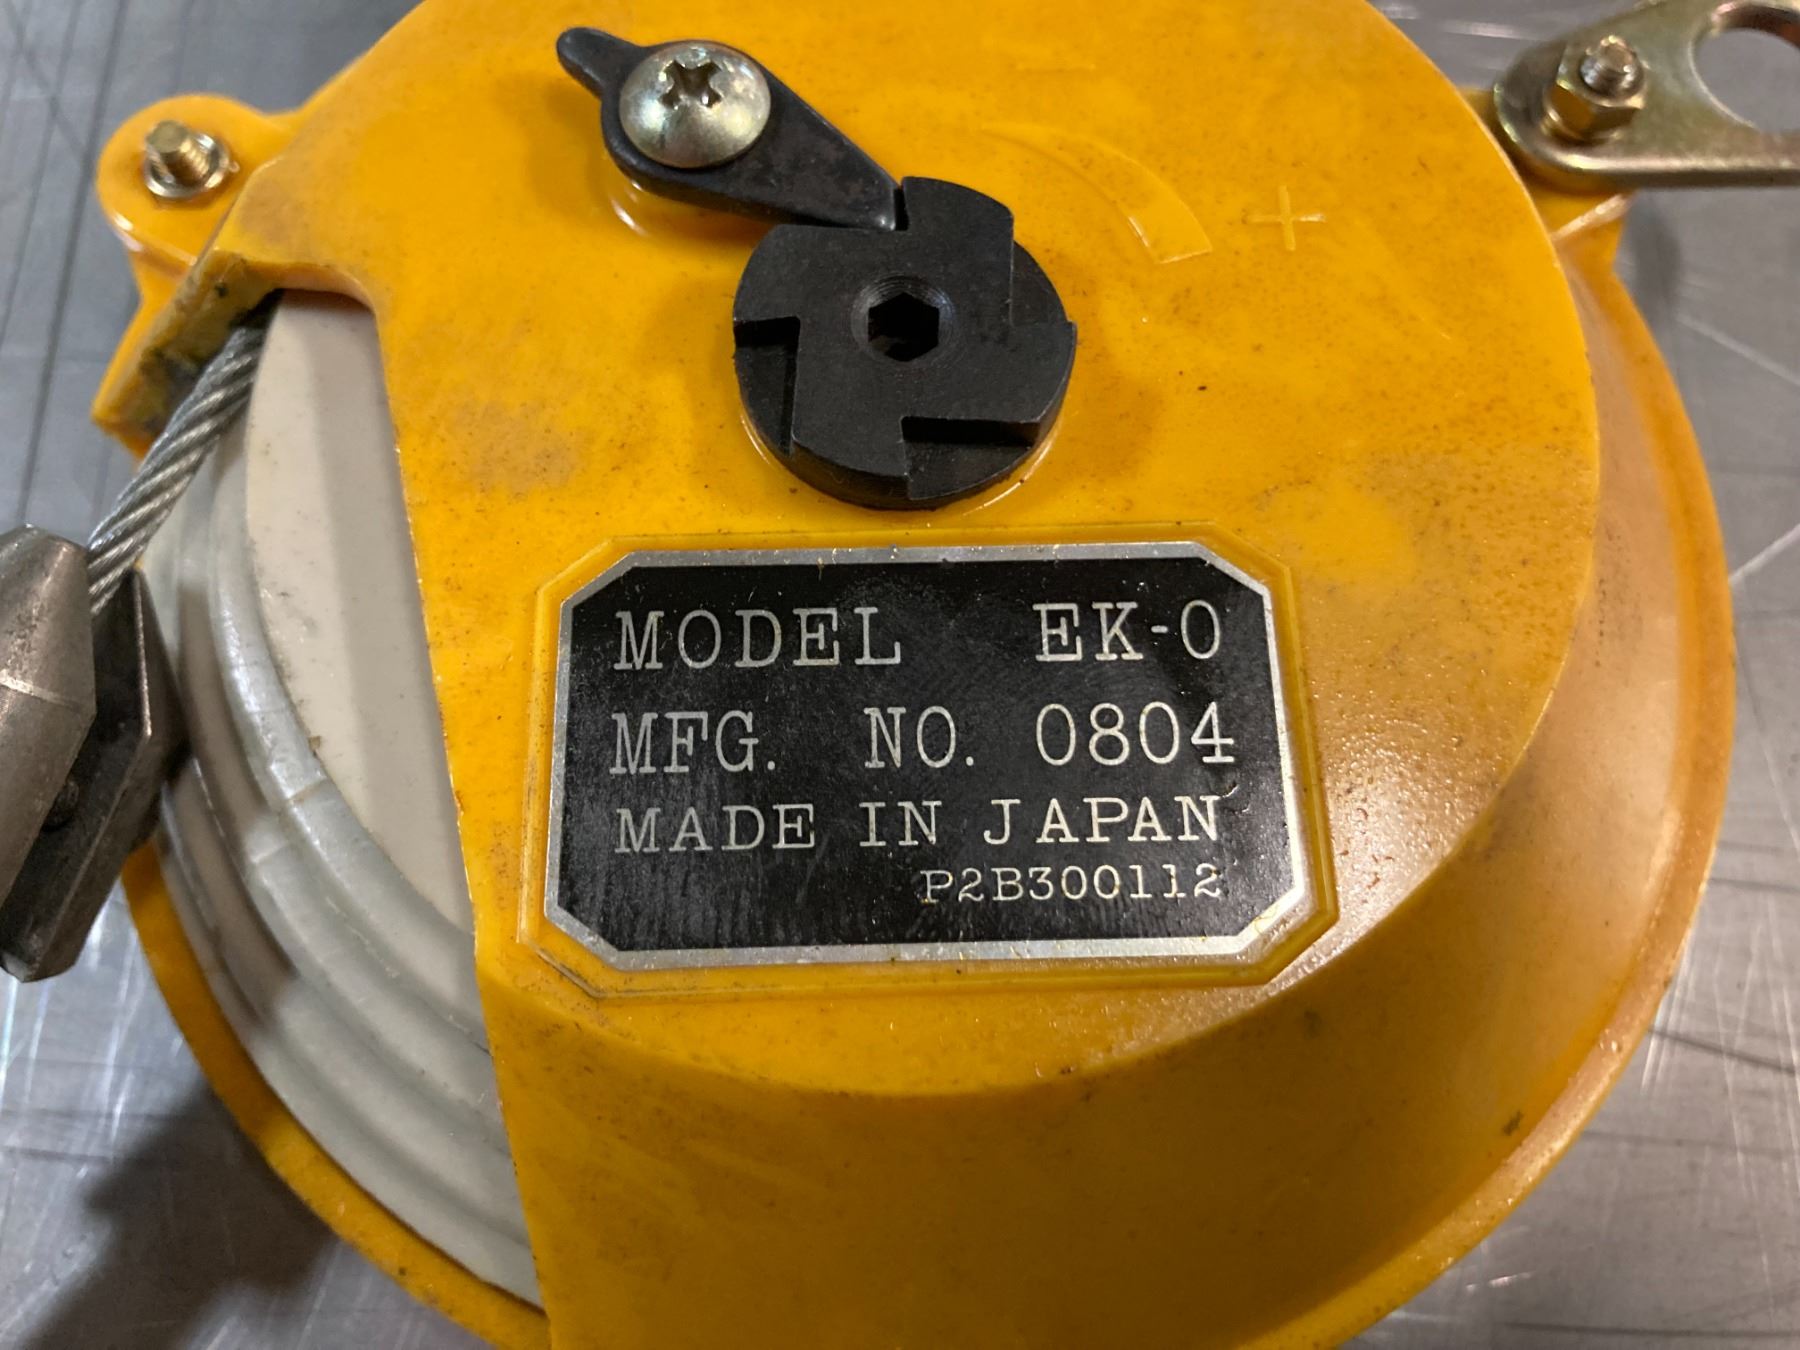 - +
MODEL EK-0
MFG. NO. 0804
MADE IN JAPAN
P2B300112